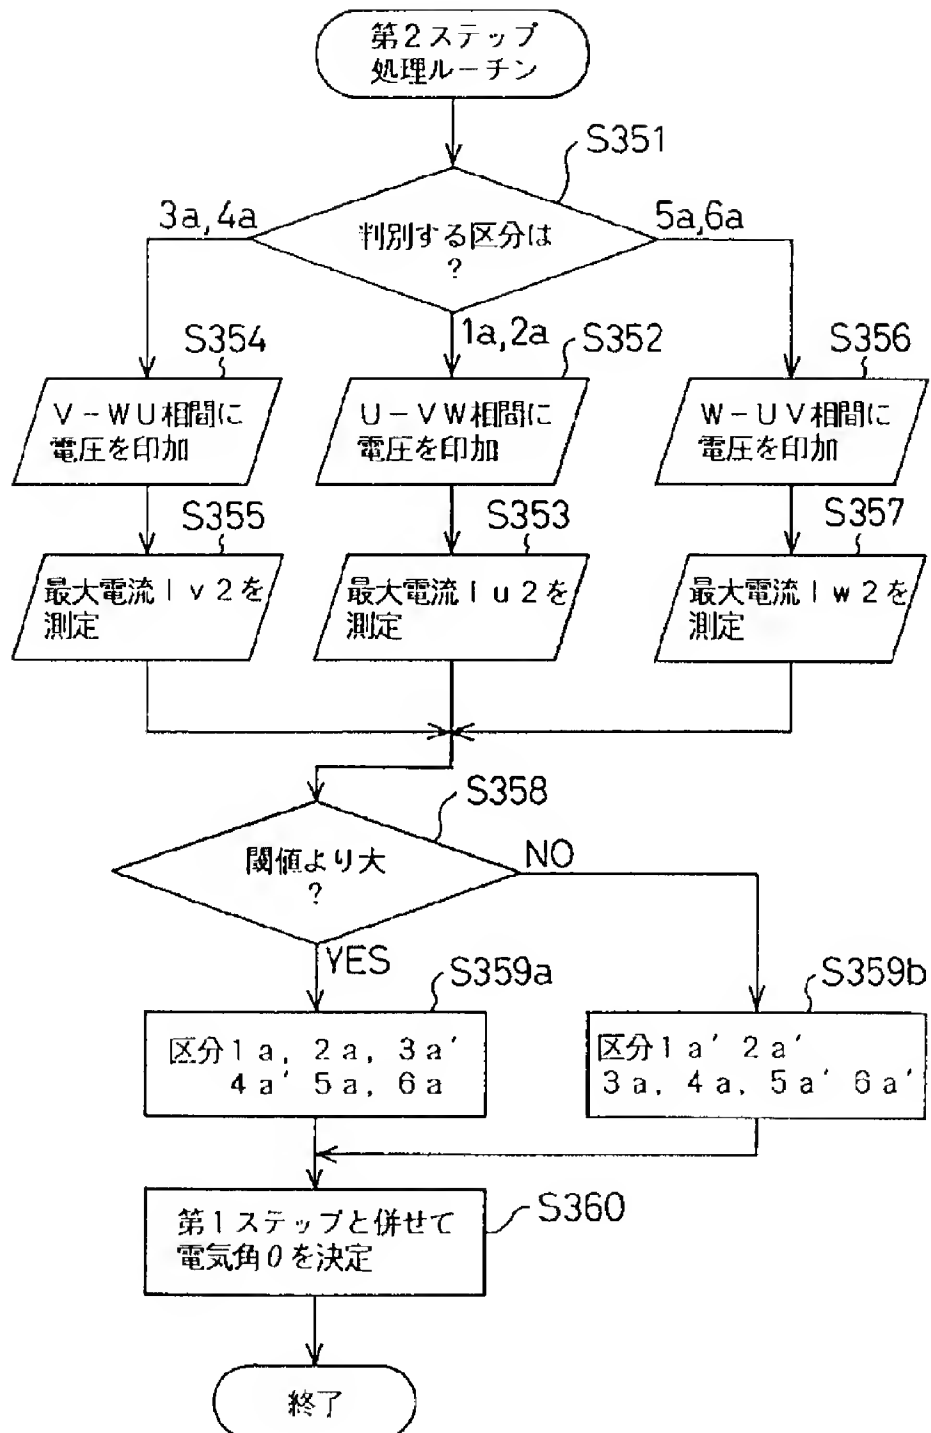 第2ステップ
処理ルーチン
S351
3a,4a
判別する区分は
?
5a,6a
1a,2a
S354
V-WU相間に
電圧を印加
S352
U-VW相間に
電圧を印加
S356
W-UV相間に
電圧を印加
S355
最大電流Iv2を
測定
S353
最大電流Iu2を
測定
S357
最大電流Iw2を
測定
S358
閾値より大
?
NO
YES
S359a
区分1a, 2a, 3a′
4a′ 5a, 6a
S359b
区分1a′ 2a′
3a, 4a, 5a′ 6a′
S360
第1ステップと併せて
電気角θを決定
終了